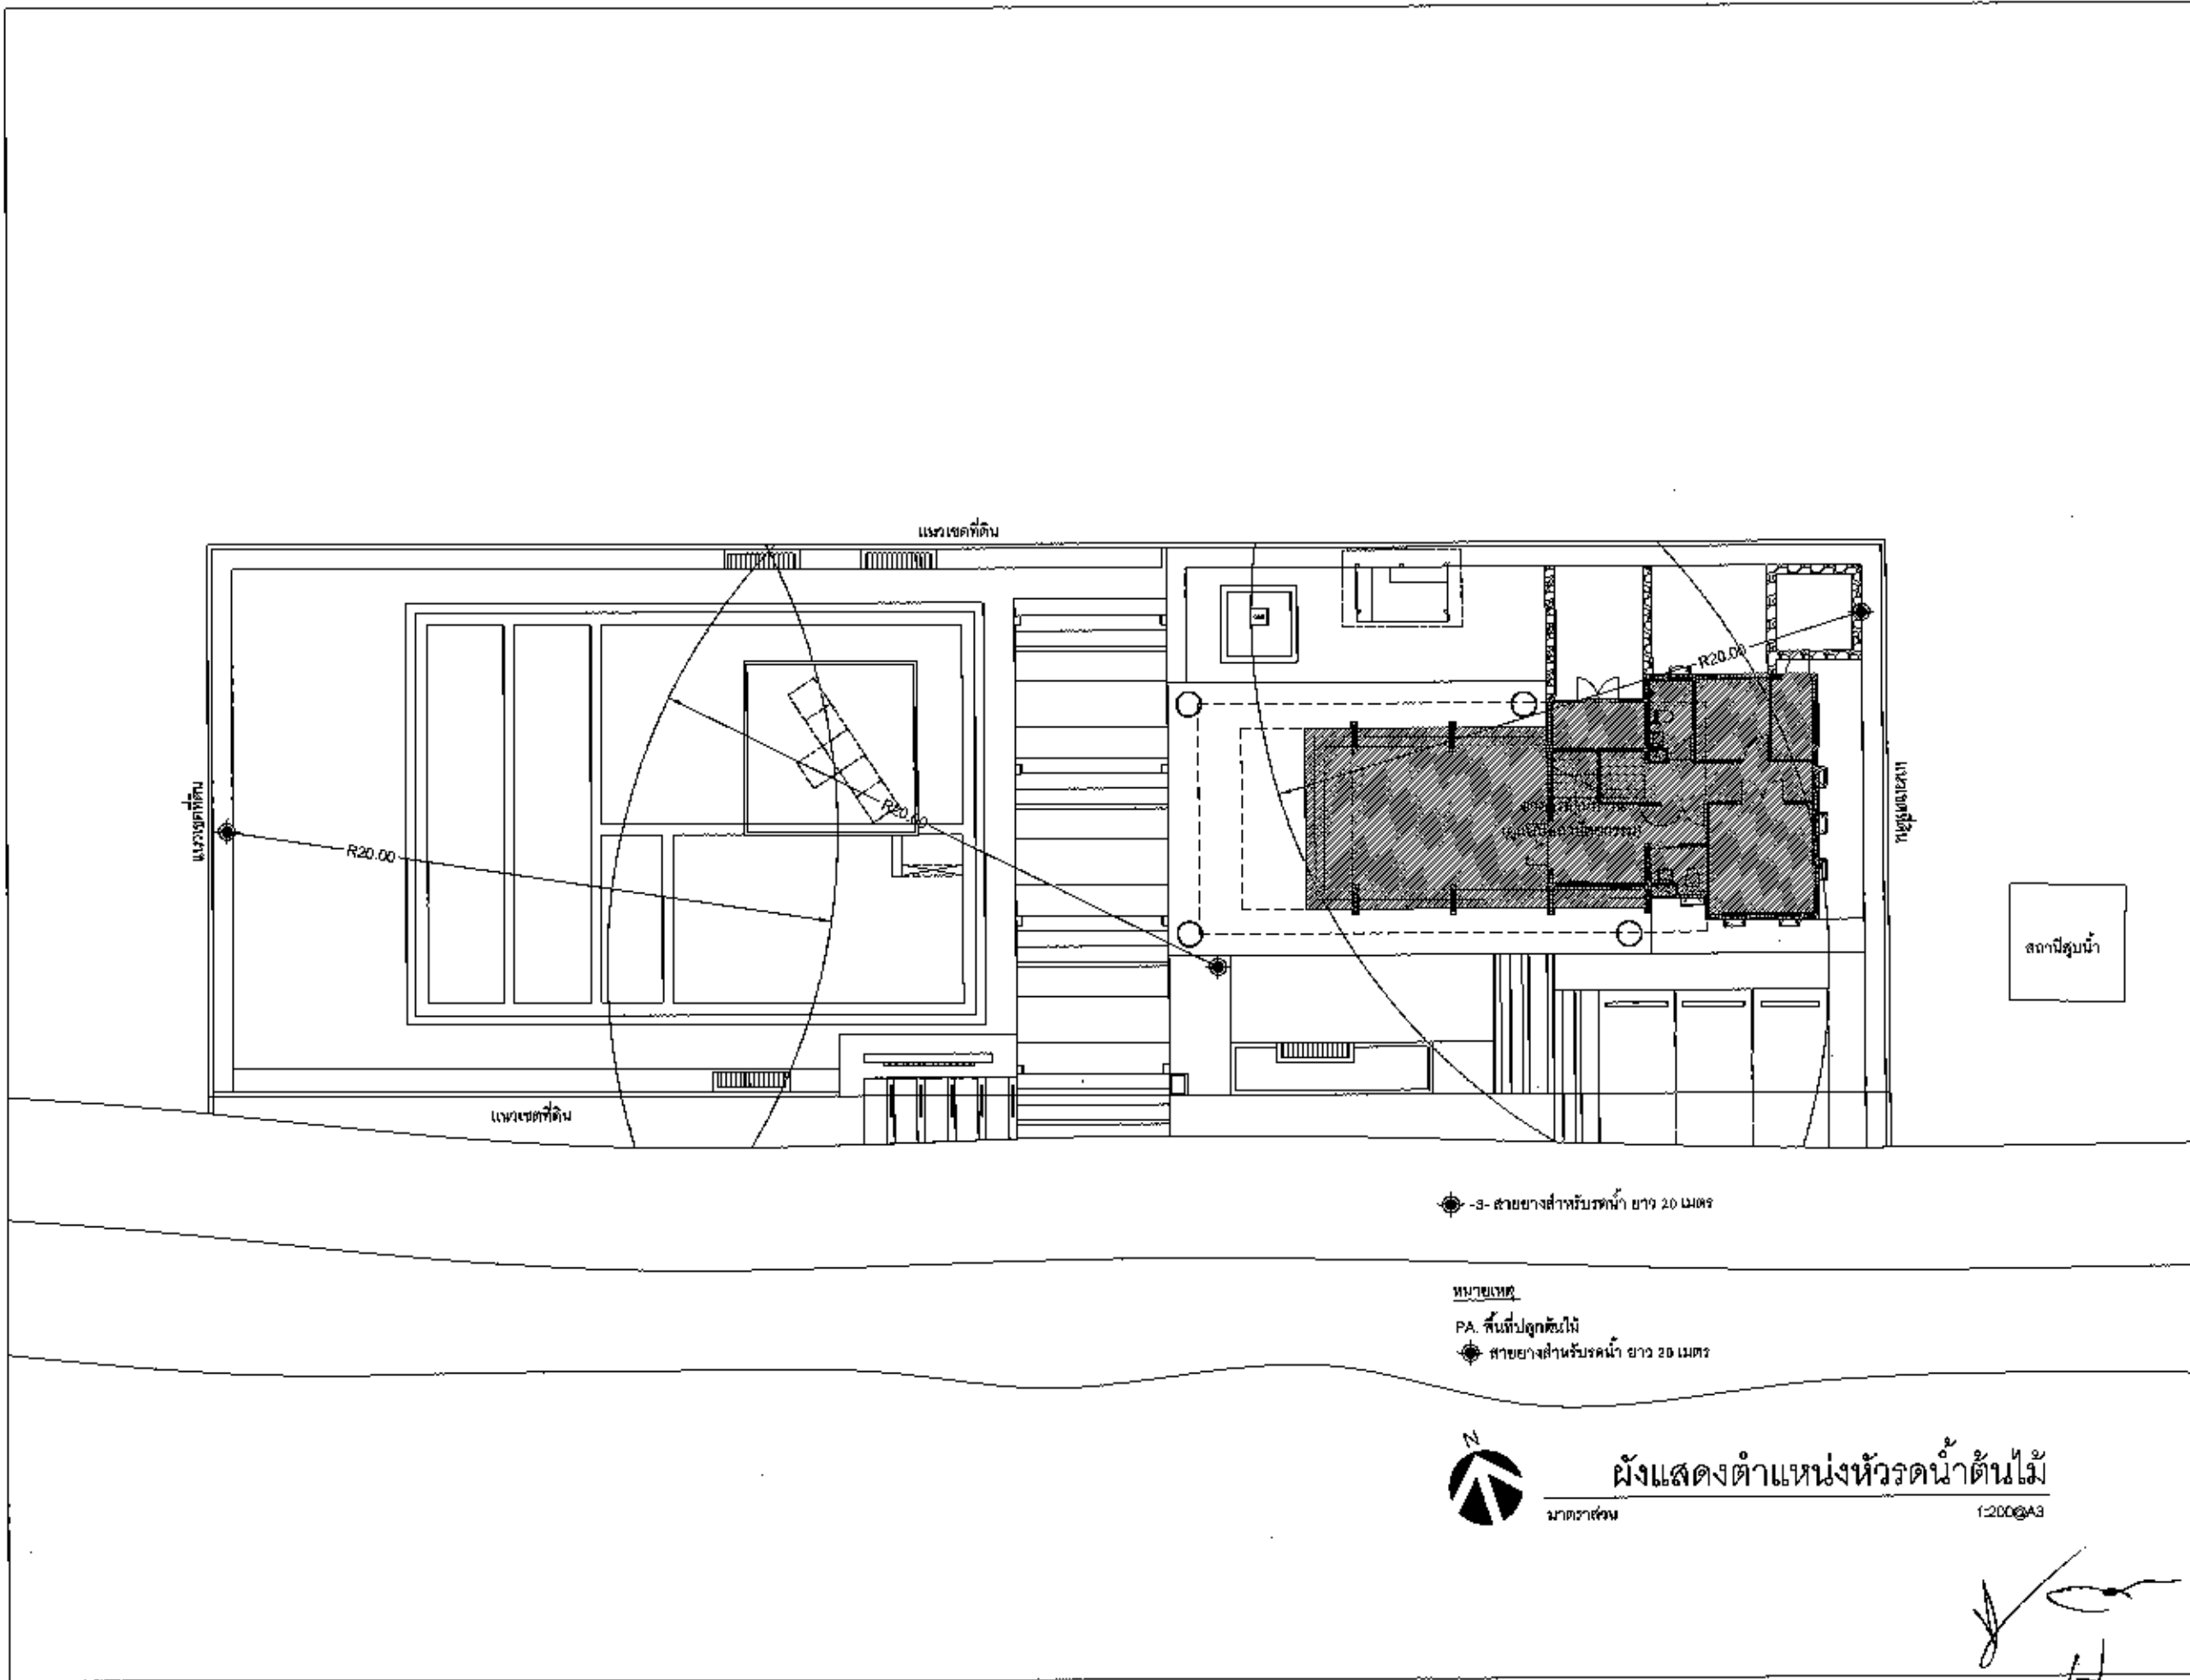 แนวเขตที่ดิน
R20.00
แนวเขตที่ดิน
R20.00
R20.00
แนวเขตที่ดิน
สถานีสูบน้ำ
แนวเขตที่ดิน
-3- สายยางสำหรับรดน้ำ ยาว 20 เมตร
หมายเหตุ
PA. พื้นที่ปลูกต้นไม้
สายยางสำหรับรดน้ำ ยาว 20 เมตร
N
ผังแสดงตำแหน่งหัวรดน้ำต้นไม้
มาตราส่วน 1:200@A3